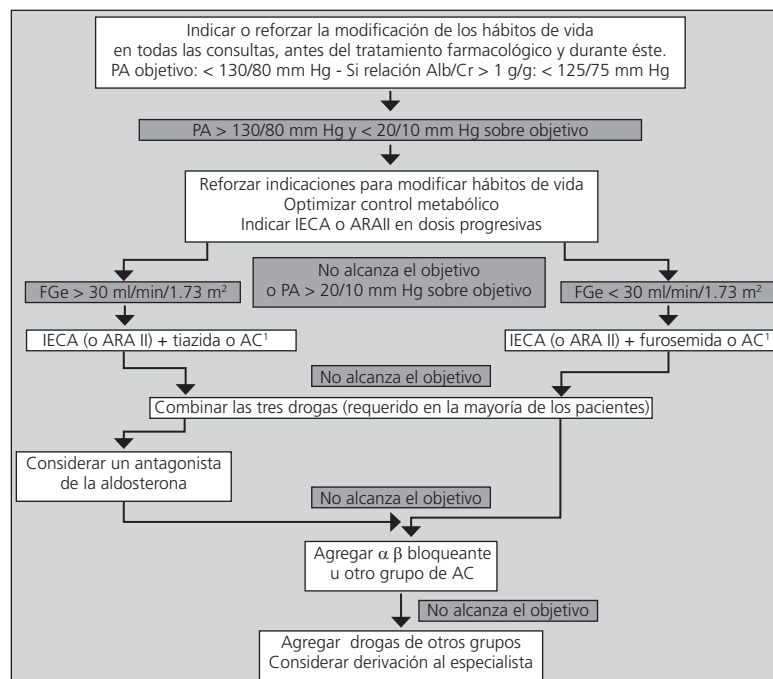 Indicar o reforzar la modificación de los hábitos de vida
en todas las consultas, antes del tratamiento farmacológico y durante éste.
PA objetivo: < 130/80 mm Hg - Si relación Alb/Cr > 1 g/g: < 125/75 mm Hg
PA > 130/80 mm Hg y < 20/10 mm Hg sobre objetivo
Reforzar indicaciones para modificar hábitos de vida
Optimizar control metabólico
Indicar IECA o ARAII en dosis progresivas
No alcanza el objetivo
o PA > 20/10 mm Hg sobre objetivo
FGe > 30 ml/min/1.73 m²
FGe < 30 ml/min/1.73 m²
IECA (o ARA II) + tiazida o AC¹
IECA (o ARA II) + furosemida o AC¹
No alcanza el objetivo
Combinar las tres drogas (requerido en la mayoría de los pacientes)
Considerar un antagonista
de la aldosterona
No alcanza el objetivo
Agregar α β bloqueante
u otro grupo de AC
No alcanza el objetivo
Agregar drogas de otros grupos
Considerar derivación al especialista